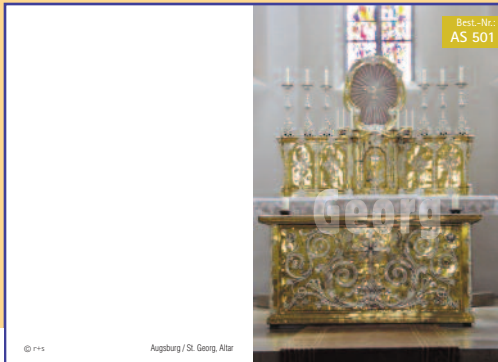 Best.-Nr.:
AS 501
Georg
© r+s
Augsburg / St. Georg, Altar